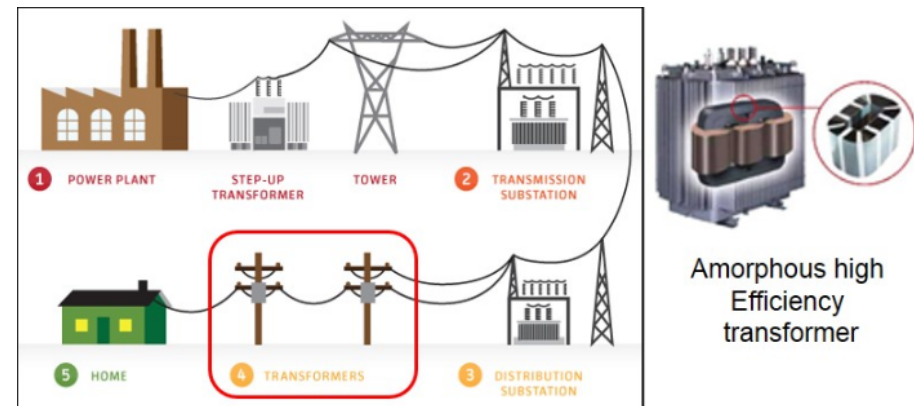 1 POWER PLANT
STEP-UP
TRANSFORMER
TOWER
2 TRANSMISSION
SUBSTATION
5 HOME
4 TRANSFORMERS
3 DISTRIBUTION
SUBSTATION
Amorphous high
Efficiency
transformer